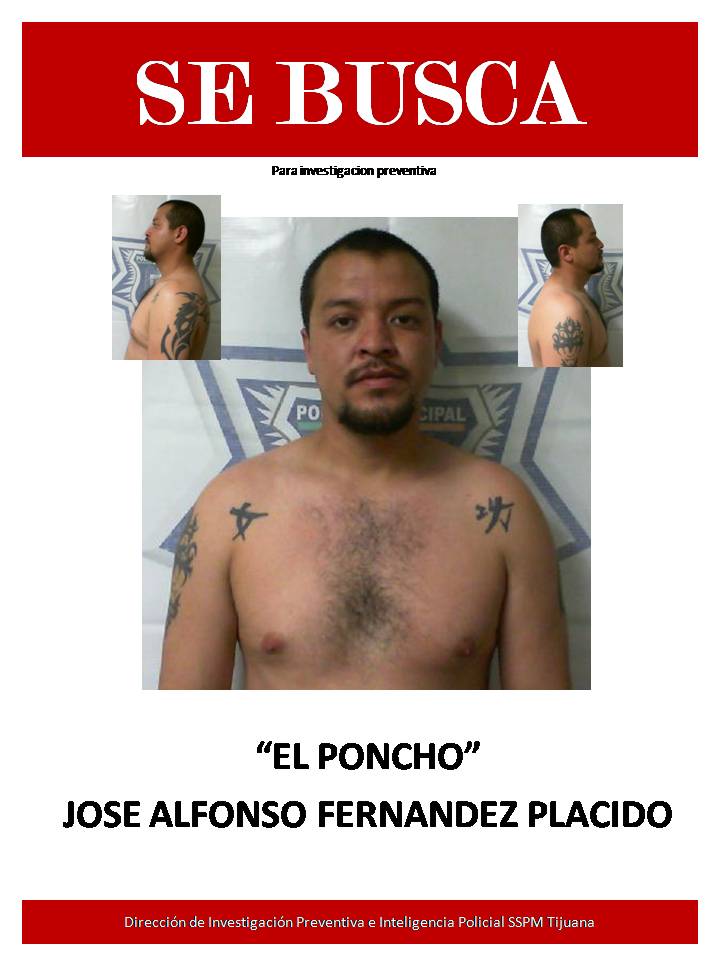 SE BUSCA
Para investigacion preventiva
“EL PONCHO”
JOSE ALFONSO FERNANDEZ PLACIDO
Dirección de Investigación Preventiva e Inteligencia Policial SSPM Tijuana